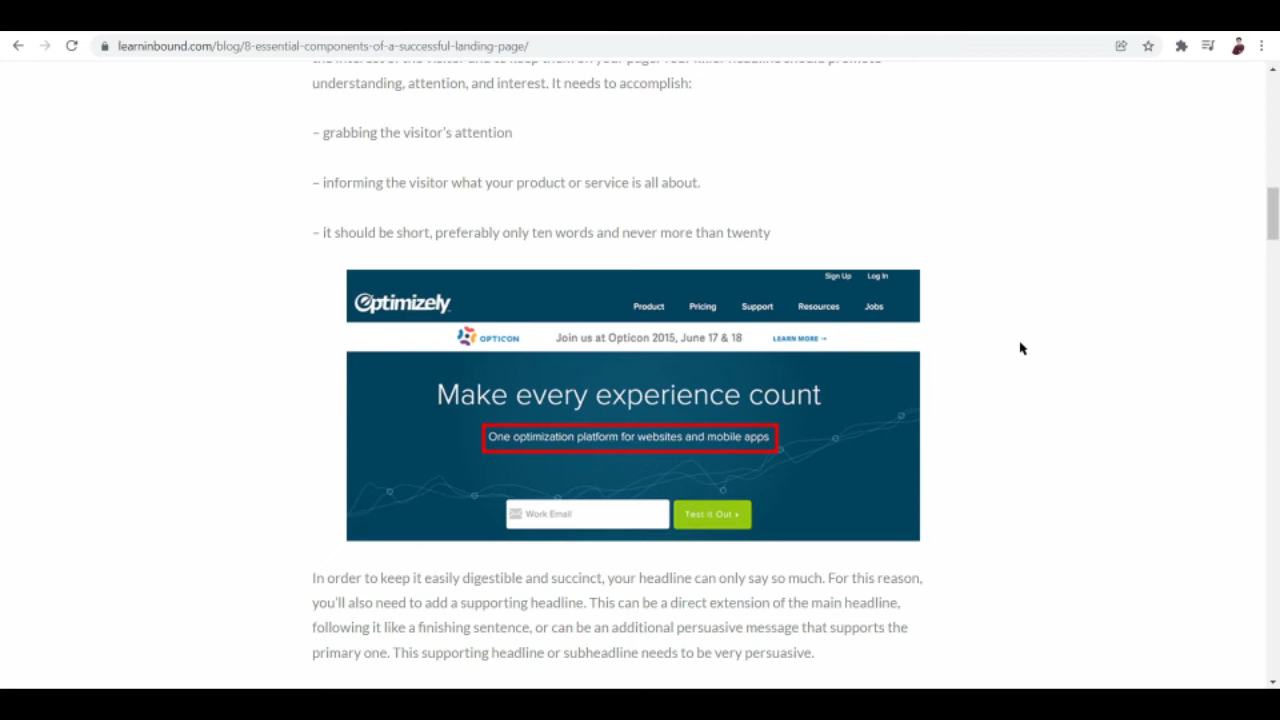 learninbound.com/blog/8-essential-components-of-a-successful-landing-page/
understanding, attention, and interest. It needs to accomplish:
– grabbing the visitor's attention
– informing the visitor what your product or service is all about.
– it should be short, preferably only ten words and never more than twenty
Sign Up Log In
Optimizely
Product Pricing Support Resources Jobs
OPTICON Join us at Opticon 2015, June 17 & 18 LEARN MORE →
Make every experience count
One optimization platform for websites and mobile apps
Work Email Test It Out ▸
In order to keep it easily digestible and succinct, your headline can only say so much. For this reason,
you'll also need to add a supporting headline. This can be a direct extension of the main headline,
following it like a finishing sentence, or can be an additional persuasive message that supports the
primary one. This supporting headline or subheadline needs to be very persuasive.